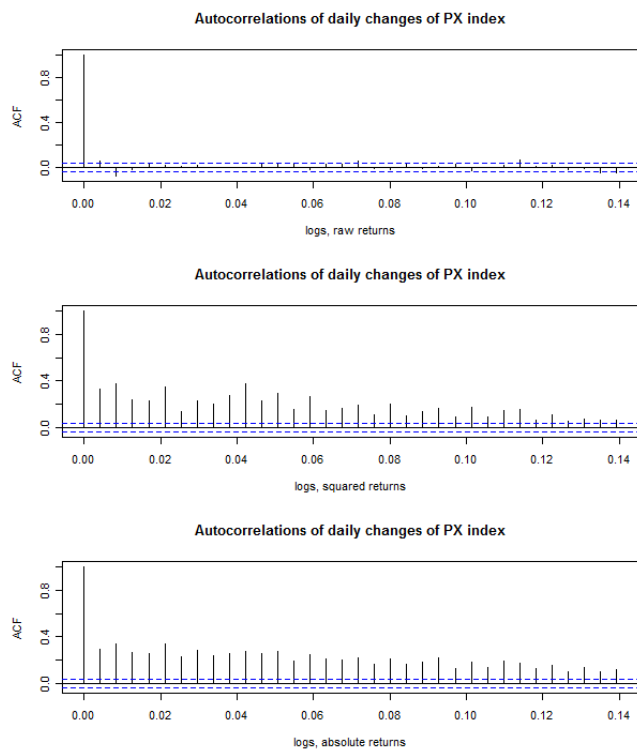 Autocorrelations of daily changes of PX index
ACF
0.0 0.4 0.8
0.00 0.02 0.04 0.06 0.08 0.10 0.12 0.14
logs, raw returns
Autocorrelations of daily changes of PX index
ACF
0.0 0.4 0.8
0.00 0.02 0.04 0.06 0.08 0.10 0.12 0.14
logs, squared returns
Autocorrelations of daily changes of PX index
ACF
0.0 0.4 0.8
0.00 0.02 0.04 0.06 0.08 0.10 0.12 0.14
logs, absolute returns